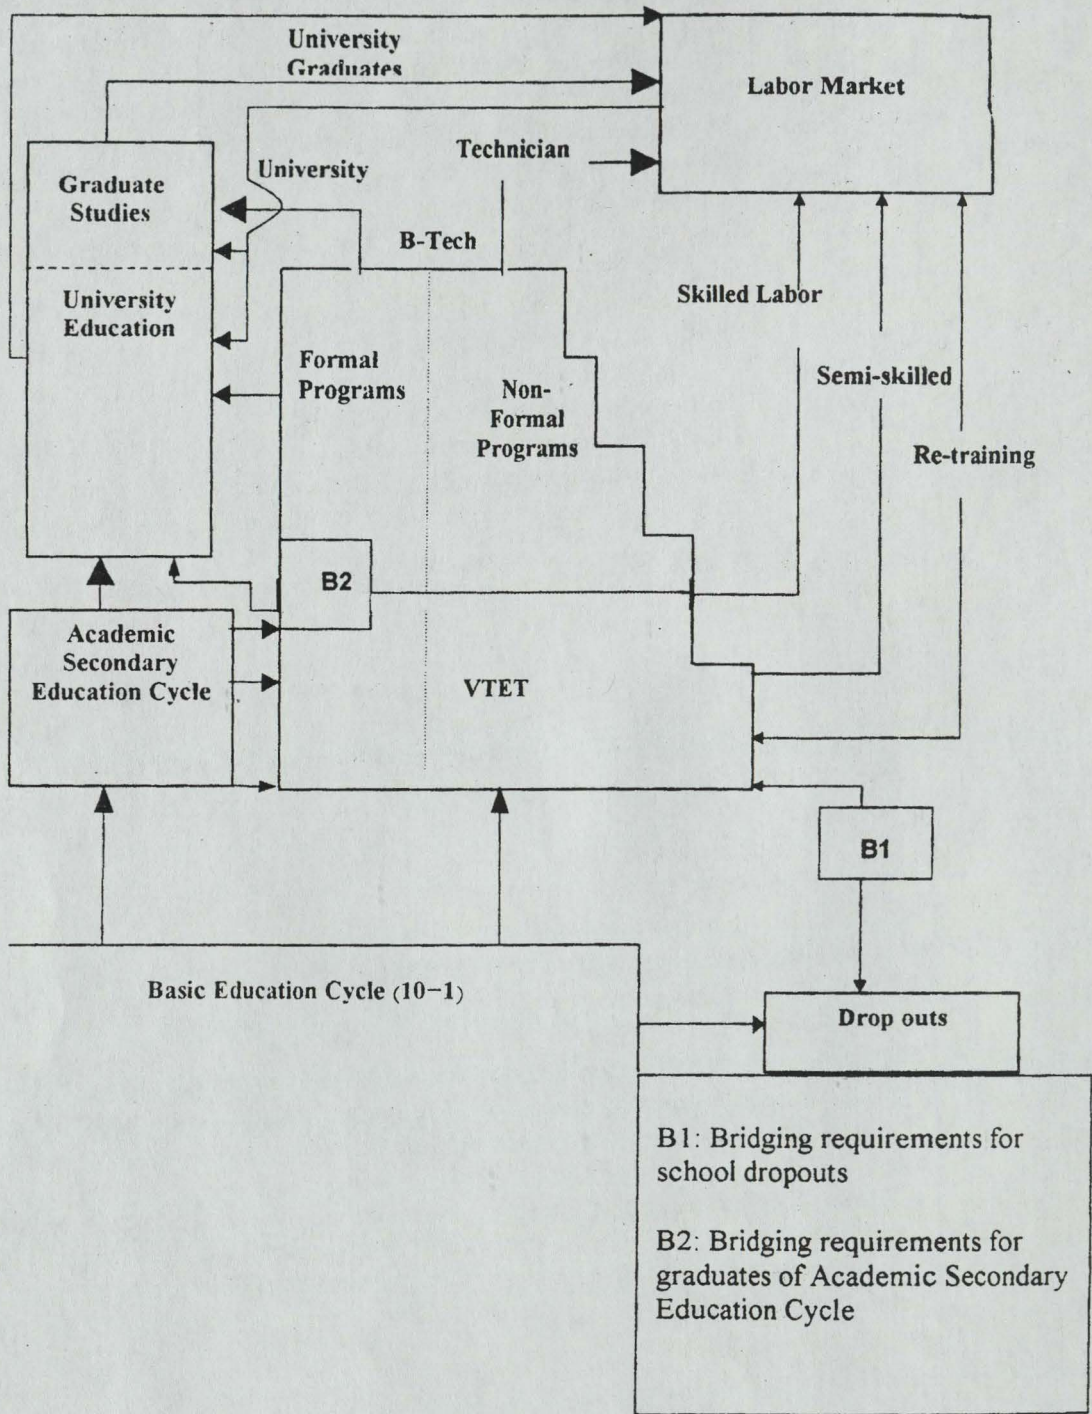 University
Graduates
Labor Market
Technician
University
Graduate
Studies
B-Tech
University
Education
Skilled Labor
Formal
Programs
Non-
Formal
Programs
Semi-skilled
Re-training
B2
Academic
Secondary
Education Cycle
VTET
B1
Basic Education Cycle (10-1)
Drop outs
B1: Bridging requirements for
school dropouts
B2: Bridging requirements for
graduates of Academic Secondary
Education Cycle